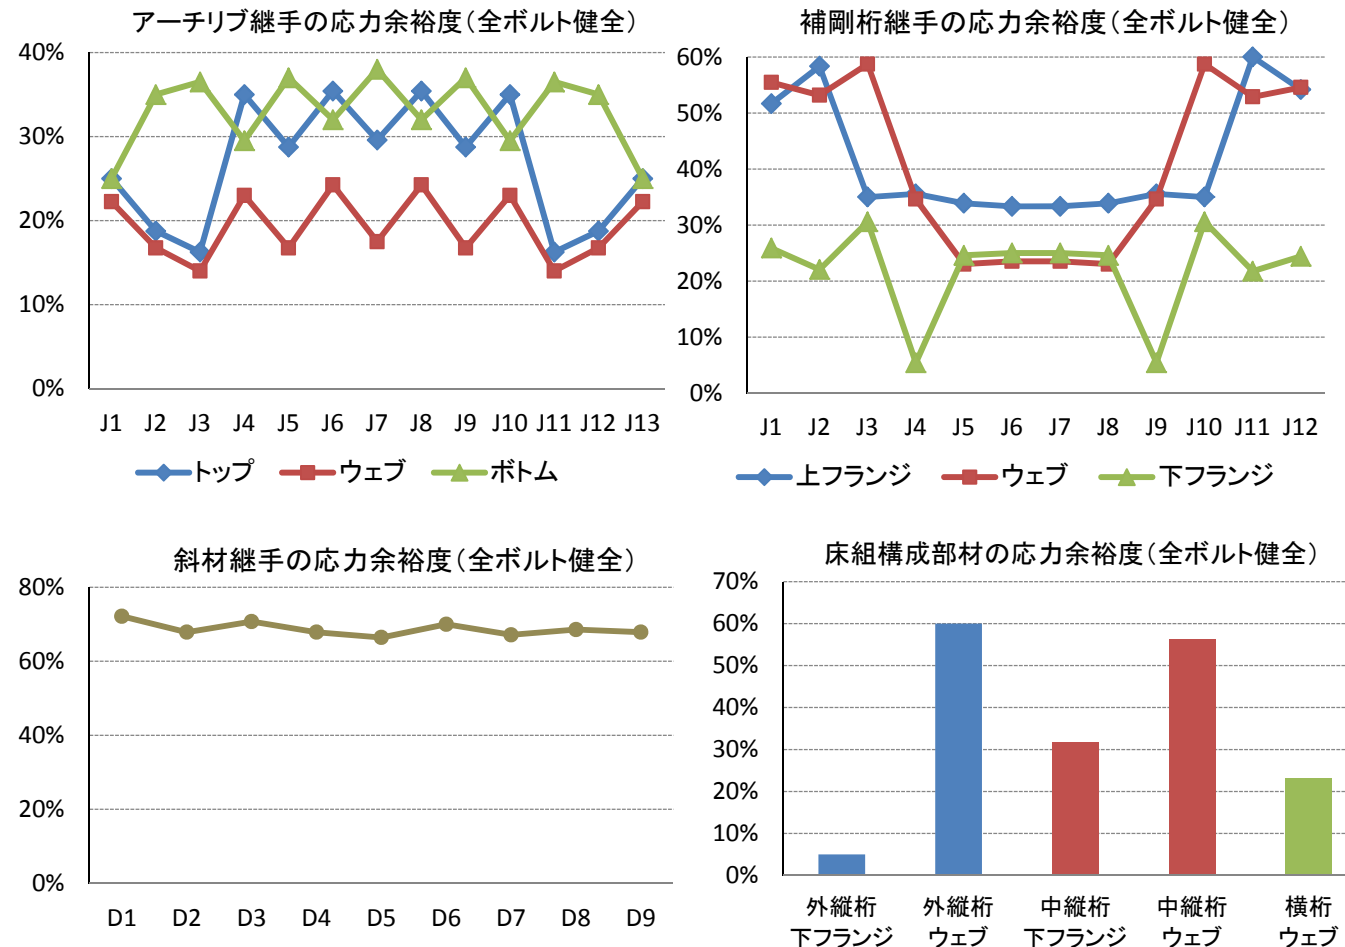 アーチリブ継手の応力余裕度（全ボルト健全）
40%
30%
20%
10%
0%
J1 J2 J3 J4 J5 J6 J7 J8 J9 J10 J11 J12 J13
トップ ウェブ ボトム
補剛桁継手の応力余裕度（全ボルト健全）
60%
50%
40%
30%
20%
10%
0%
J1 J2 J3 J4 J5 J6 J7 J8 J9 J10 J11 J12
上フランジ ウェブ 下フランジ
斜材継手の応力余裕度（全ボルト健全）
80%
60%
40%
20%
0%
D1 D2 D3 D4 D5 D6 D7 D8 D9
床組構成部材の応力余裕度（全ボルト健全）
70%
60%
50%
40%
30%
20%
10%
0%
外縦桁 外縦桁 中縦桁 中縦桁 横桁
下フランジ ウェブ 下フランジ ウェブ ウェブ